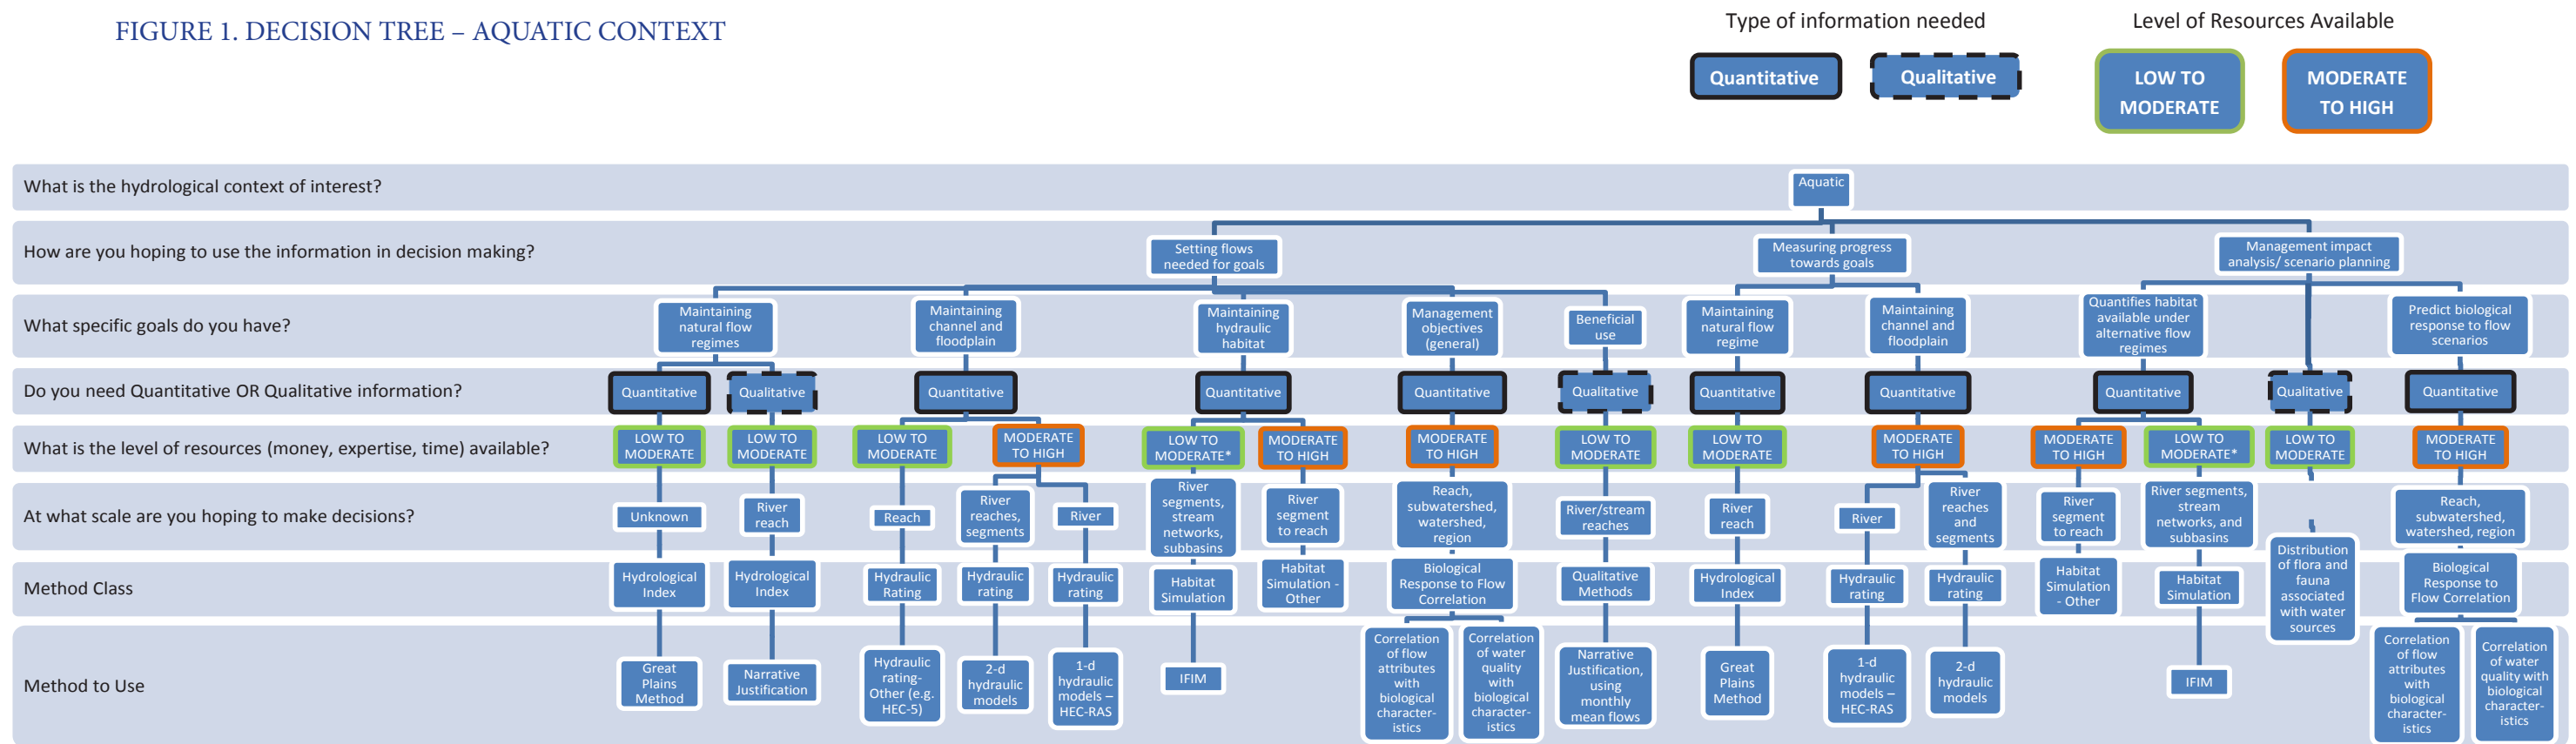 FIGURE 1. DECISION TREE – AQUATIC CONTEXT
Type of information needed
Level of Resources Available
Quantitative
Qualitative
LOW TO
MODERATE
MODERATE
TO HIGH
What is the hydrological context of interest?
Aquatic
How are you hoping to use the information in decision making?
Setting flows
needed for goals
Measuring progress
towards goals
Management impact
analysis/ scenario planning
What specific goals do you have?
Maintaining
natural flow
regimes
Maintaining
channel and
floodplain
Maintaining
hydraulic
habitat
Management
objectives
(general)
Beneficial
use
Maintaining
natural flow
regime
Maintaining
channel and
floodplain
Quantifies habitat
available under
alternative flow
regimes
Predict biological
response to flow
scenarios
Do you need Quantitative OR Qualitative information?
Quantitative
Qualitative
Quantitative
Quantitative
Quantitative
Qualitative
Quantitative
Quantitative
Quantitative
Qualitative
Quantitative
What is the level of resources (money, expertise, time) available?
LOW TO
MODERATE
LOW TO
MODERATE
LOW TO
MODERATE
MODERATE
TO HIGH
LOW TO
MODERATE*
MODERATE
TO HIGH
MODERATE
TO HIGH
LOW TO
MODERATE
LOW TO
MODERATE
MODERATE
TO HIGH
MODERATE
TO HIGH
LOW TO
MODERATE*
LOW TO
MODERATE
MODERATE
TO HIGH
At what scale are you hoping to make decisions?
Unknown
River
reach
Reach
River
reaches,
segments
River
River
segments,
stream
networks,
subbasins
River
segment
to reach
Reach,
subwatershed,
watershed,
region
River/stream
reaches
River
reach
River
River
reaches
and
segments
River
segment
to reach
River segments,
stream
networks, and
subbasins
Reach,
subwatershed,
watershed, region
Method Class
Hydrological
Index
Hydrological
Index
Hydraulic
Rating
Hydraulic
rating
Hydraulic
rating
Habitat
Simulation
Habitat
Simulation -
Other
Biological
Response to Flow
Correlation
Qualitative
Methods
Hydrological
Index
Hydraulic
rating
Hydraulic
rating
Habitat
Simulation
- Other
Habitat
Simulation
Distribution
of flora and
fauna
associated
with water
sources
Biological
Response to
Flow Correlation
Method to Use
Great
Plains
Method
Narrative
Justification
Hydraulic
rating-
Other (e.g.
HEC-5)
2-d
hydraulic
models
1-d
hydraulic
models –
HEC-RAS
IFIM
Correlation
of flow
attributes
with
biological
character-
istics
Correlation
of water
quality
with
biological
character-
istics
Narrative
Justification,
using
monthly
mean flows
Great
Plains
Method
1-d
hydraulic
models –
HEC-RAS
2-d
hydraulic
models
IFIM
Correlation
of flow
attributes
with
biological
character-
istics
Correlation
of water
quality with
biological
character-
istics